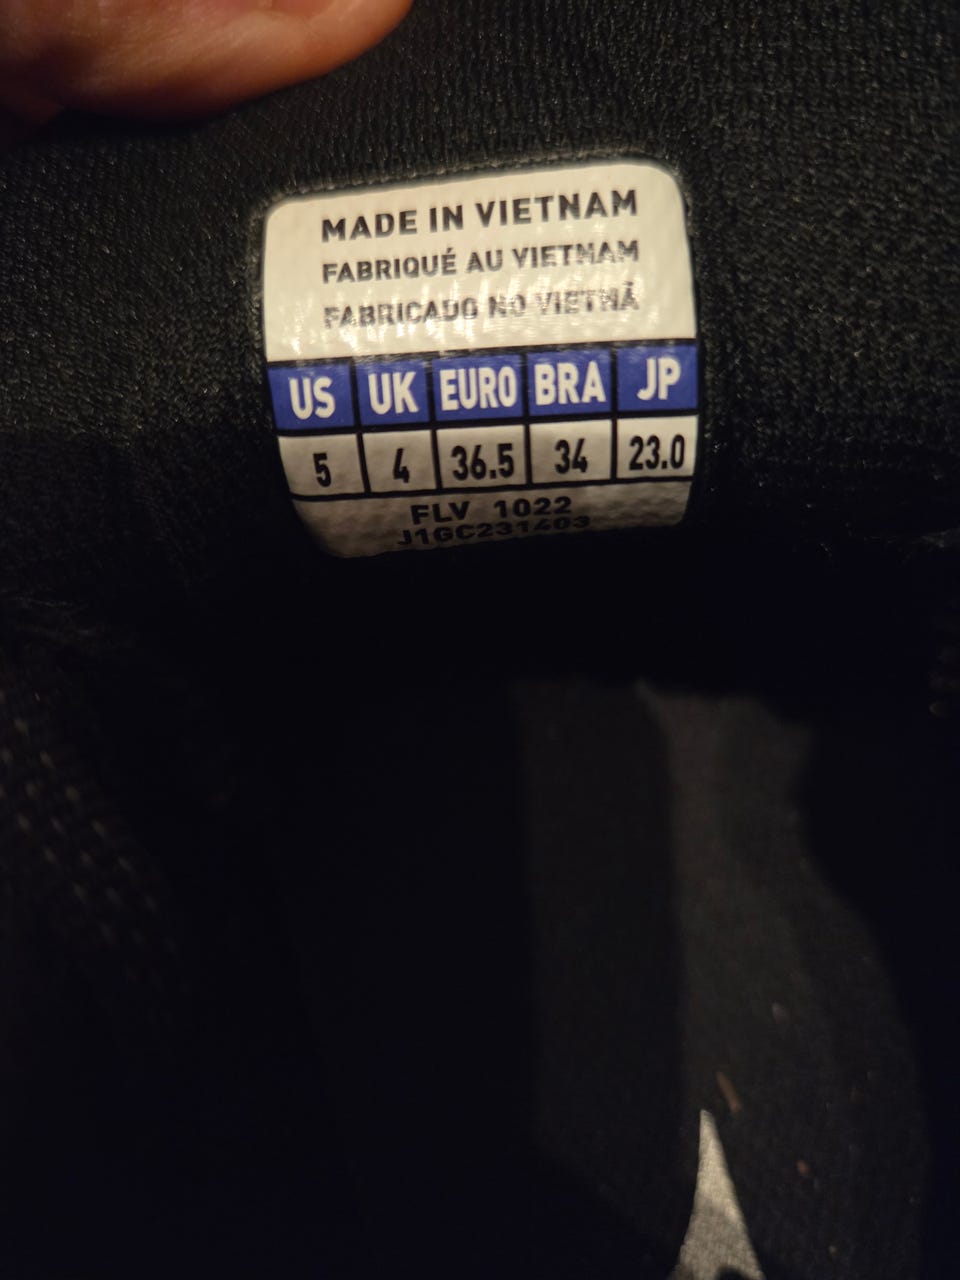 MADE IN VIETNAM
FABRIQUÉ AU VIETNAM
FABRICADO NO VIETNÃ
US UK EURO BRA JP
5 4 36.5 34 23.0
FLV 1022
J1GC231403